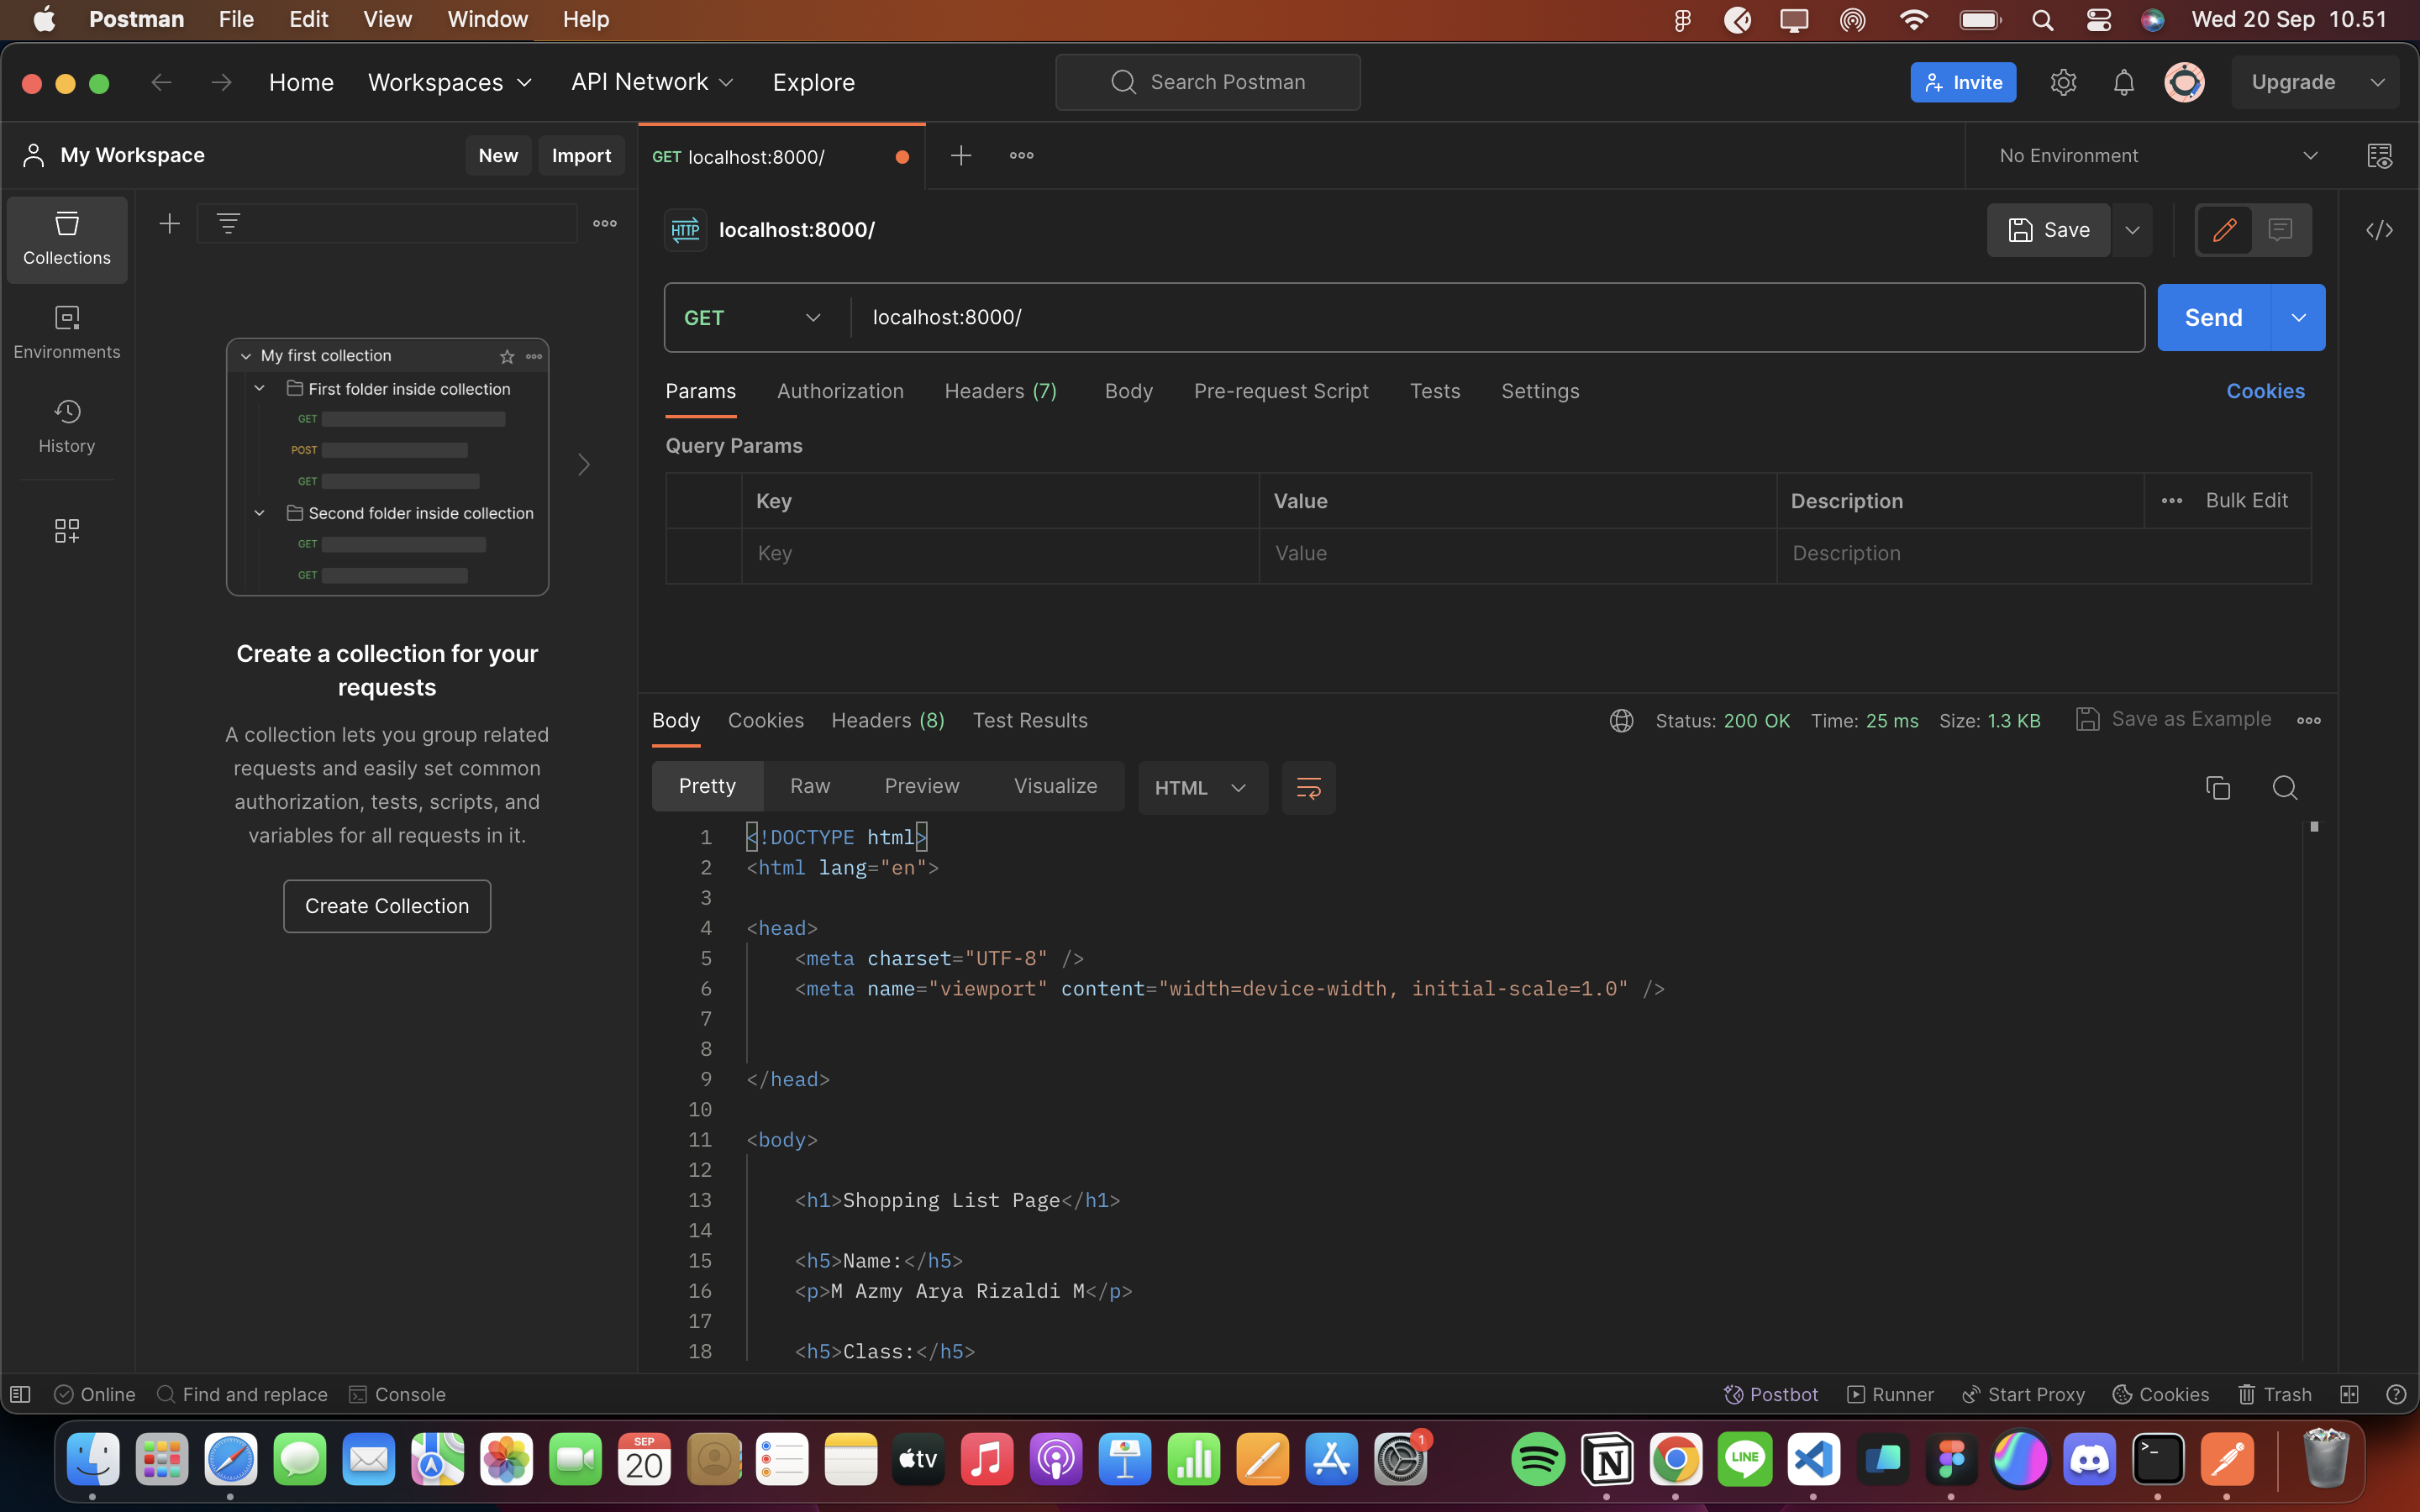 Postman File Edit View Window Help Wed 20 Sep 10.51
Home Workspaces API Network Explore Search Postman Invite Upgrade
My Workspace New Import GET localhost:8000/ No Environment
HTTP localhost:8000/ Save
Collections
Environments
History
My first collection
First folder inside collection
GET
POST
GET
Second folder inside collection
GET
GET
Create a collection for your
requests
A collection lets you group related
requests and easily set common
authorization, tests, scripts, and
variables for all requests in it.
Create Collection
GET localhost:8000/ Send
Params Authorization Headers (7) Body Pre-request Script Tests Settings Cookies
Query Params
Key Value Description Bulk Edit
Key Value Description
Body Cookies Headers (8) Test Results Status: 200 OK Time: 25 ms Size: 1.3 KB Save as Example
Pretty Raw Preview Visualize HTML
1 <!DOCTYPE html>
2 <html lang="en">
3
4 <head>
5 <meta charset="UTF-8" />
6 <meta name="viewport" content="width=device-width, initial-scale=1.0" />
7
8
9 </head>
10
11 <body>
12
13 <h1>Shopping List Page</h1>
14
15 <h5>Name:</h5>
16 <p>M Azmy Arya Rizaldi M</p>
17
18 <h5>Class:</h5>
Online Find and replace Console Postbot Runner Start Proxy Cookies Trash
SEP
20
tv
1
N
LINE